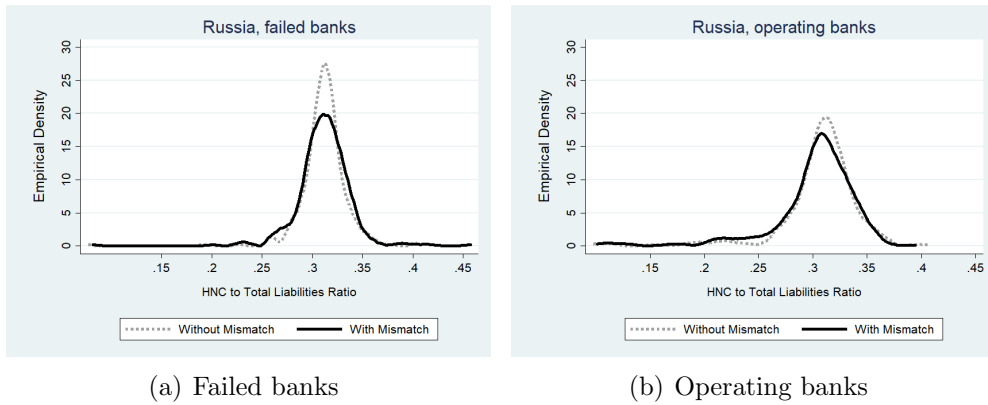 Russia, failed banks
30
25
20
15
10
5
0
Empirical Density
.15 .2 .25 .3 .35 .4 .45
HNC to Total Liabilities Ratio
Without Mismatch With Mismatch
(a) Failed banks
Russia, operating banks
30
25
20
15
10
5
0
Empirical Density
.15 .2 .25 .3 .35 .4 .45
HNC to Total Liabilities Ratio
Without Mismatch With Mismatch
(b) Operating banks